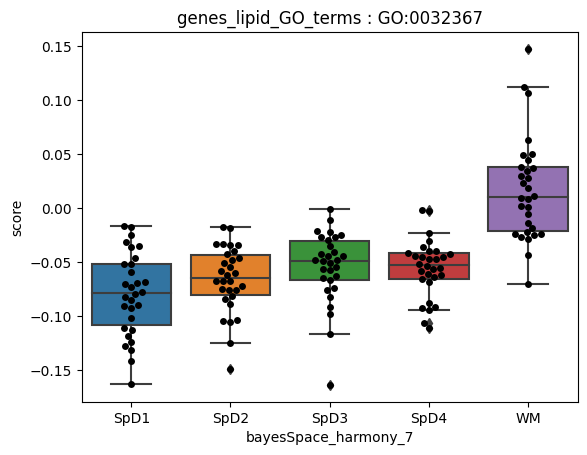 genes_lipid_GO_terms : GO:0032367
0.15
0.10
0.05
0.00
−0.05
−0.10
−0.15
score
SpD1 SpD2 SpD3 SpD4 WM
bayesSpace_harmony_7